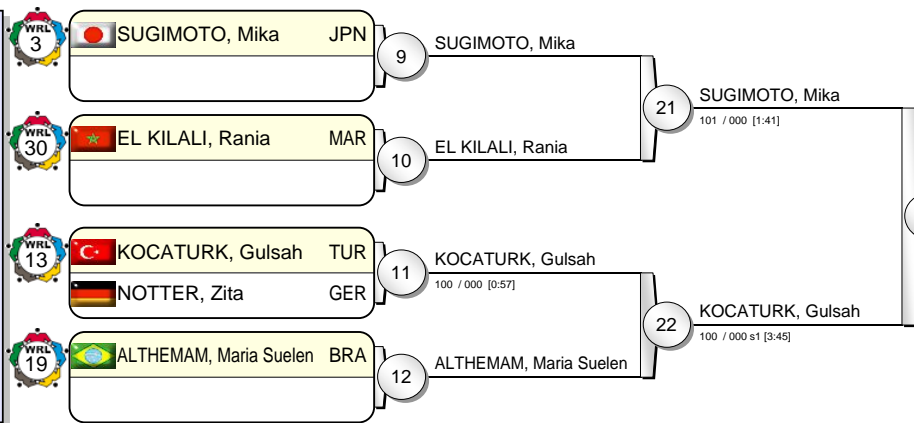 WRL
3
SUGIMOTO, Mika JPN
9
SUGIMOTO, Mika
21
SUGIMOTO, Mika
101 / 000 [1:41]
WRL
30
EL KILALI, Rania MAR
10
EL KILALI, Rania
WRL
13
KOCATURK, Gulsah TUR
NOTTER, Zita GER
11
KOCATURK, Gulsah
100 / 000 [0:57]
22
KOCATURK, Gulsah
100 / 000 s1 [3:45]
WRL
19
ALTHEMAM, Maria Suelen BRA
12
ALTHEMAM, Maria Suelen